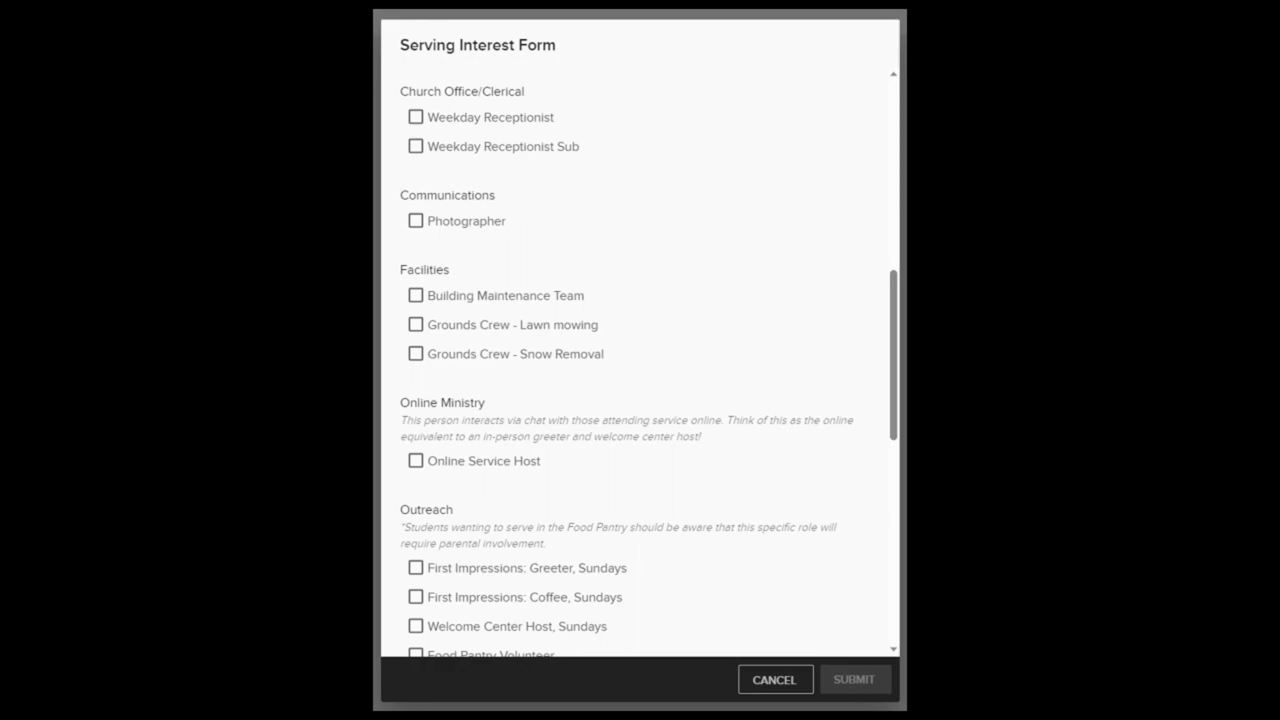 Serving Interest Form
Church Office/Clerical
Weekday Receptionist
Weekday Receptionist Sub
Communications
Photographer
Facilities
Building Maintenance Team
Grounds Crew - Lawn mowing
Grounds Crew - Snow Removal
Online Ministry
This person interacts via chat with those attending service online. Think of this as the online
equivalent to an in-person greeter and welcome center host!
Online Service Host
Outreach
*Students wanting to serve in the Food Pantry should be aware that this specific role will
require parental involvement.
First Impressions: Greeter, Sundays
First Impressions: Coffee, Sundays
Welcome Center Host, Sundays
Food Pantry Volunteer
CANCEL SUBMIT